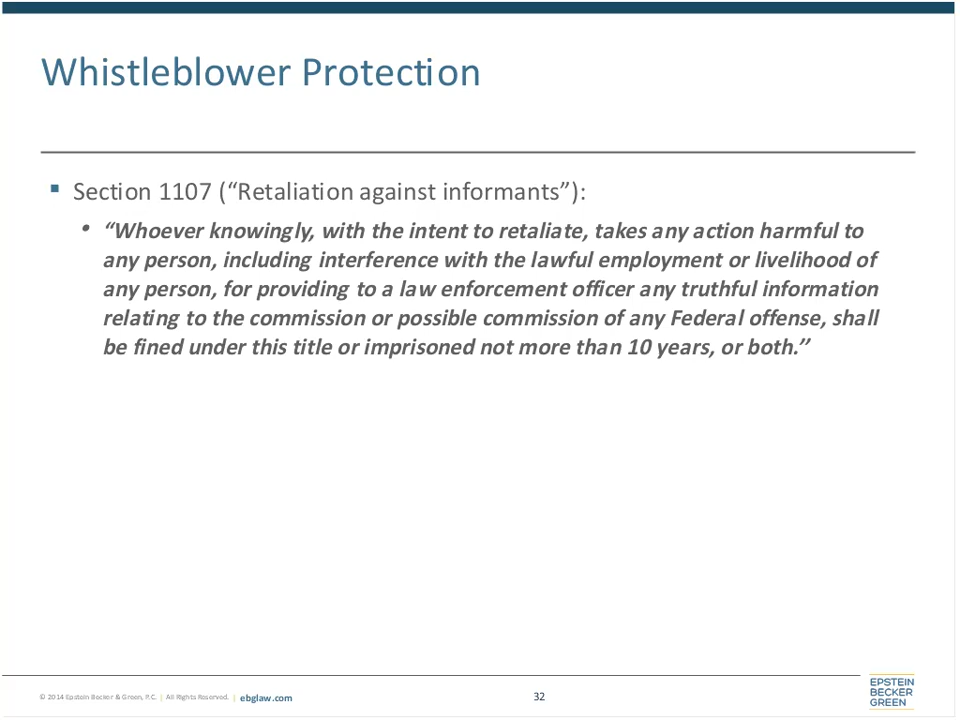 Whistleblower Protection
▪ Section 1107 (“Retaliation against informants”):
• “Whoever knowingly, with the intent to retaliate, takes any action harmful to
any person, including interference with the lawful employment or livelihood of
any person, for providing to a law enforcement officer any truthful information
relating to the commission or possible commission of any Federal offense, shall
be fined under this title or imprisoned not more than 10 years, or both.”
© 2014 Epstein Becker & Green, P.C. | All Rights Reserved. | ebglaw.com
32
EPSTEIN
BECKER
GREEN